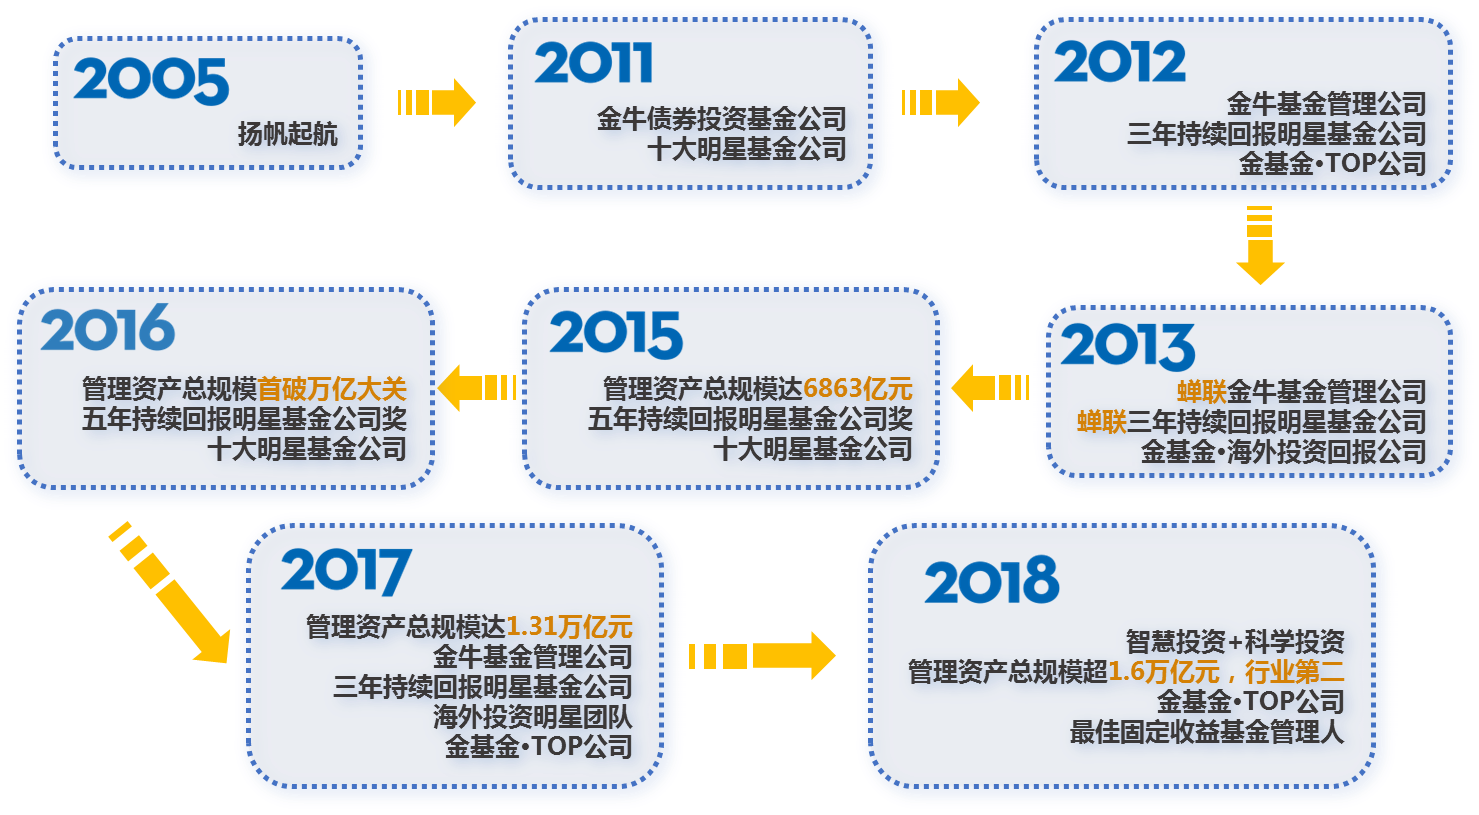 2005
扬帆起航
2011
金牛债券投资基金公司
十大明星基金公司
2012
金牛基金管理公司
三年持续回报明星基金公司
金基金•TOP公司
2013
蝉联金牛基金管理公司
蝉联三年持续回报明星基金公司
金基金•海外投资回报公司
2015
管理资产总规模达6863亿元
五年持续回报明星基金公司奖
十大明星基金公司
2016
管理资产总规模首破万亿大关
五年持续回报明星基金公司奖
十大明星基金公司
2017
管理资产总规模达1.31万亿元
金牛基金管理公司
三年持续回报明星基金公司
海外投资明星团队
金基金•TOP公司
2018
智慧投资+科学投资
管理资产总规模超1.6万亿元，行业第二
金基金•TOP公司
最佳固定收益基金管理人